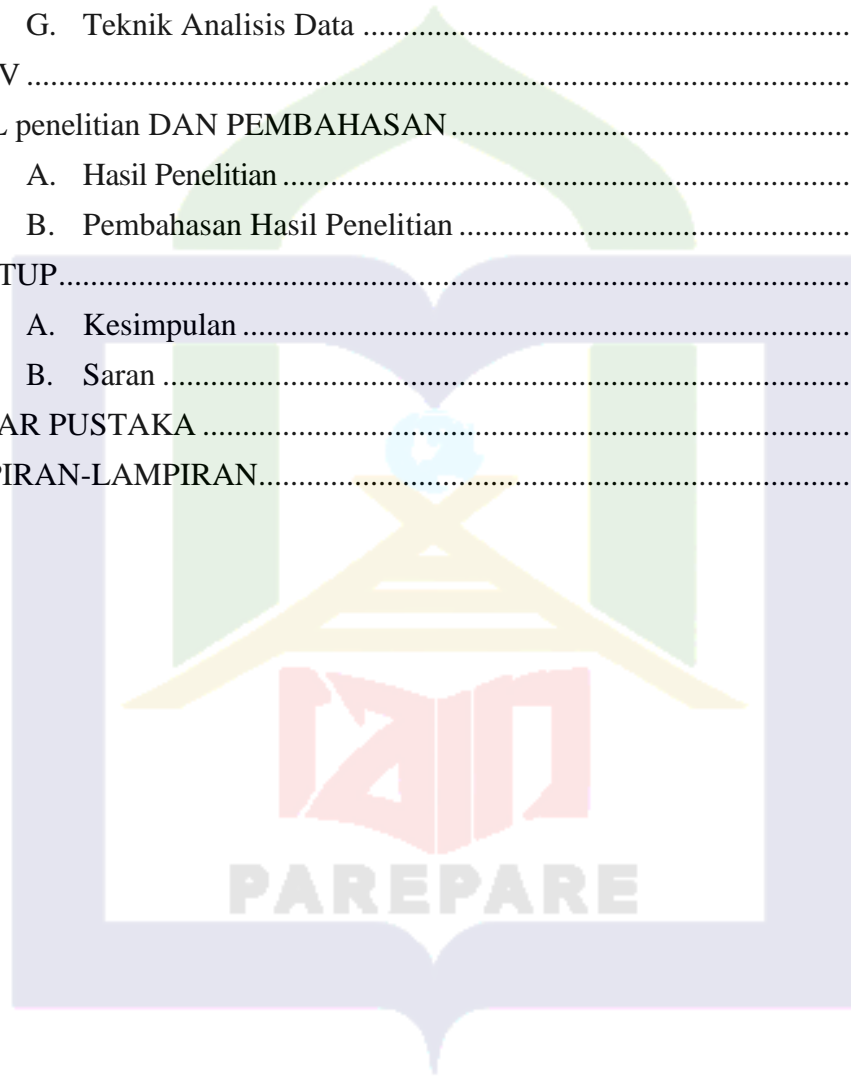 G. Teknik Analisis Data ................................................................
V ................................................................
L penelitian DAN PEMBAHASAN ................................................................
A. Hasil Penelitian ................................................................
B. Pembahasan Hasil Penelitian ................................................................
TUP ................................................................
A. Kesimpulan ................................................................
B. Saran ................................................................
AR PUSTAKA ................................................................
PIRAN-LAMPIRAN ................................................................
iain
PAREPARE